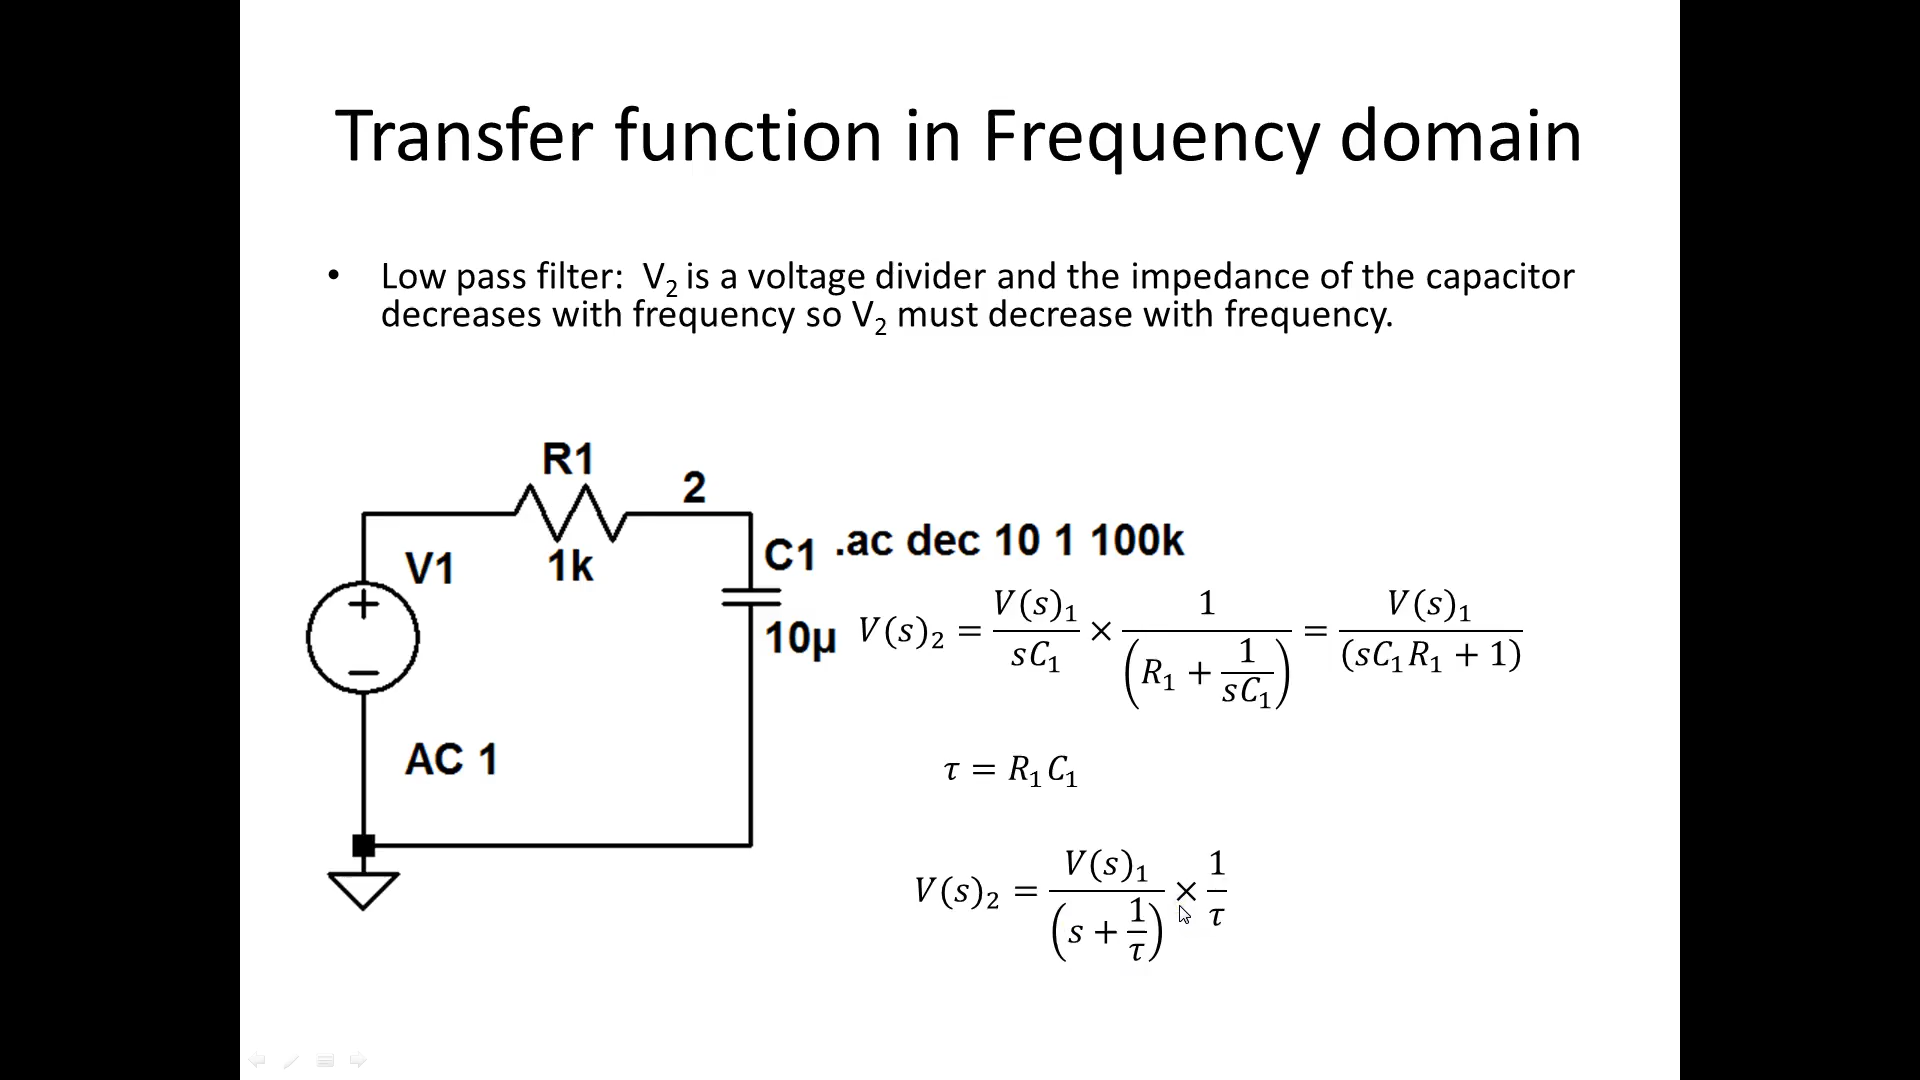 Transfer function in Frequency domain
• Low pass filter: V₂ is a voltage divider and the impedance of the capacitor
decreases with frequency so V₂ must decrease with frequency.
R1
2
V1
1k
C1
.ac dec 10 1 100k
10µ
V(s)₁ 1 V(s)₁
V(s)₂ = ― × ― = ―
sC₁ (R₁ + 1/sC₁) (sC₁R₁ + 1)
+
−
AC 1
τ = R₁C₁
V(s)₁ 1
V(s)₂ = ― × ―
(s + 1/τ) τ